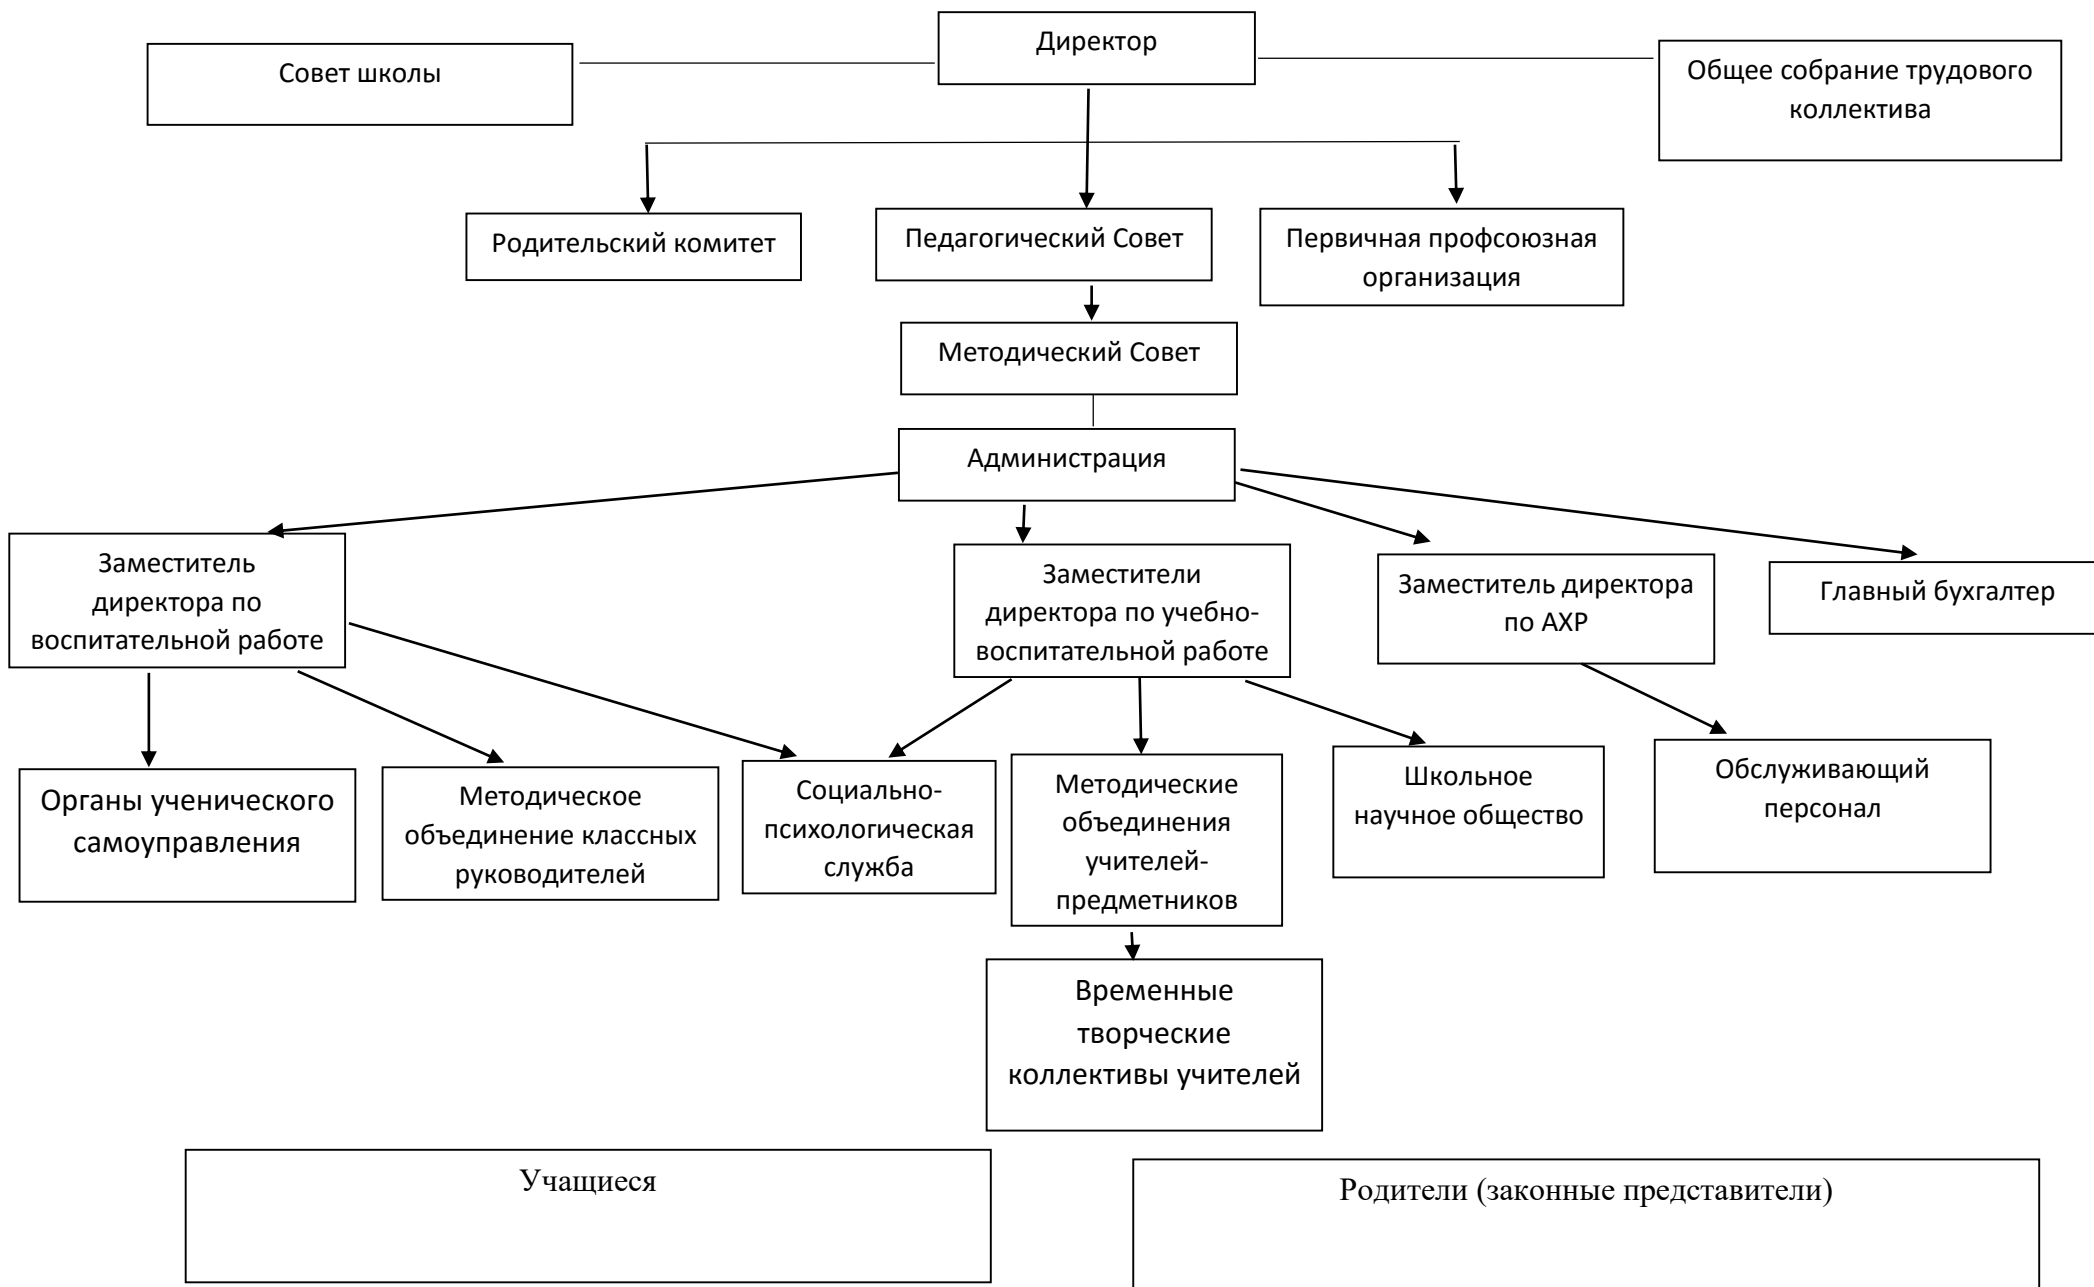 Директор
Совет школы
Общее собрание трудового
коллектива
Родительский комитет
Педагогический Совет
Первичная профсоюзная
организация
Методический Совет
Администрация
Заместитель
директора по
воспитательной работе
Заместители
директора по учебно-
воспитательной работе
Заместитель директора
по АХР
Главный бухгалтер
Органы ученического
самоуправления
Методическое
объединение классных
руководителей
Социально-
психологическая
служба
Методические
объединения
учителей-
предметников
Школьное
научное общество
Обслуживающий
персонал
Временные
творческие
коллективы учителей
Учащиеся
Родители (законные представители)